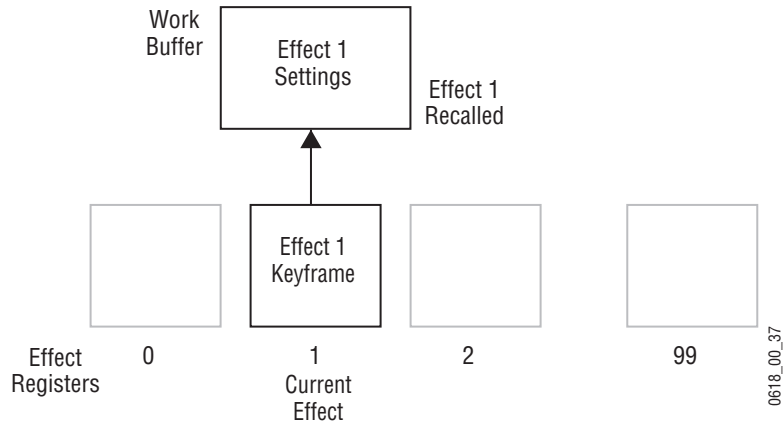 Work
Buffer
Effect 1
Settings
Effect 1
Recalled
Effect 1
Keyframe
Effect
Registers
0
1
2
99
Current
Effect
0618_00_37